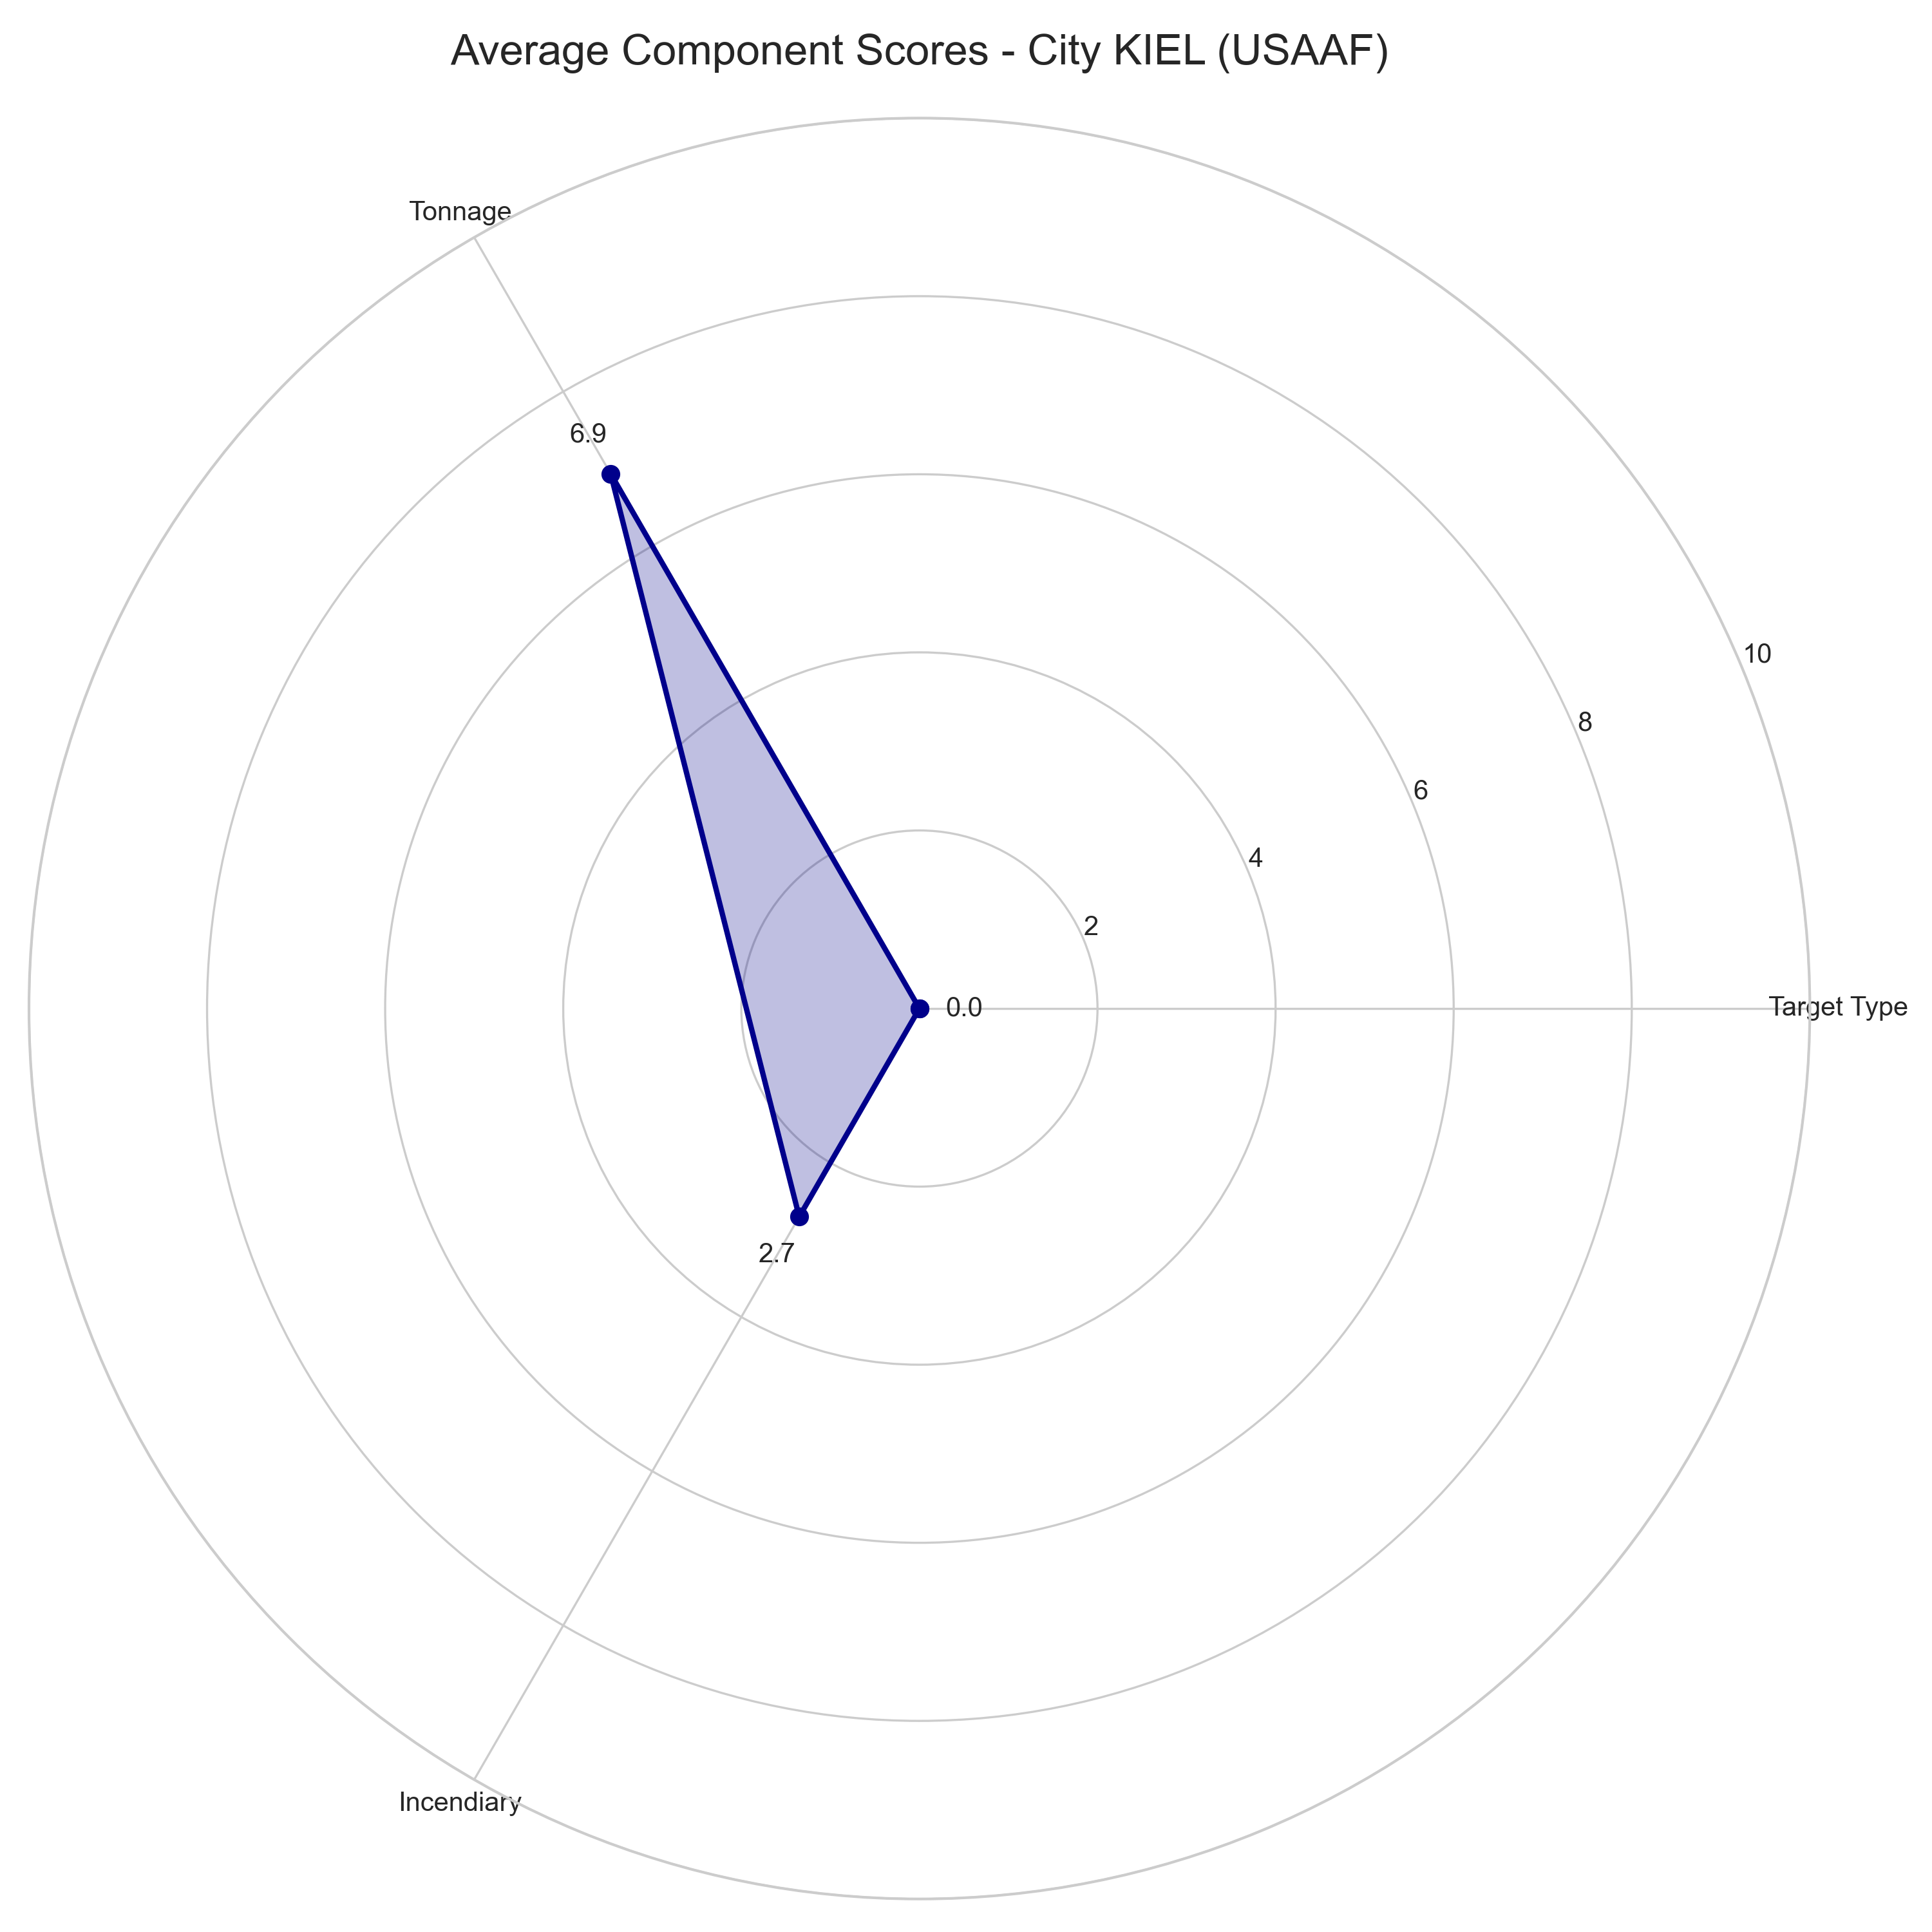 Average Component Scores - City KIEL (USAAF)
Tonnage
6.9
10
8
6
4
2
0.0
Target Type
2.7
Incendiary